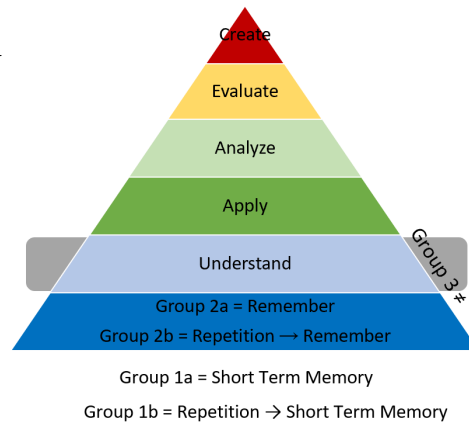 Create
Evaluate
Analyze
Apply
Group 3 ≠
Understand
Group 2a = Remember
Group 2b = Repetition → Remember
Group 1a = Short Term Memory
Group 1b = Repetition → Short Term Memory